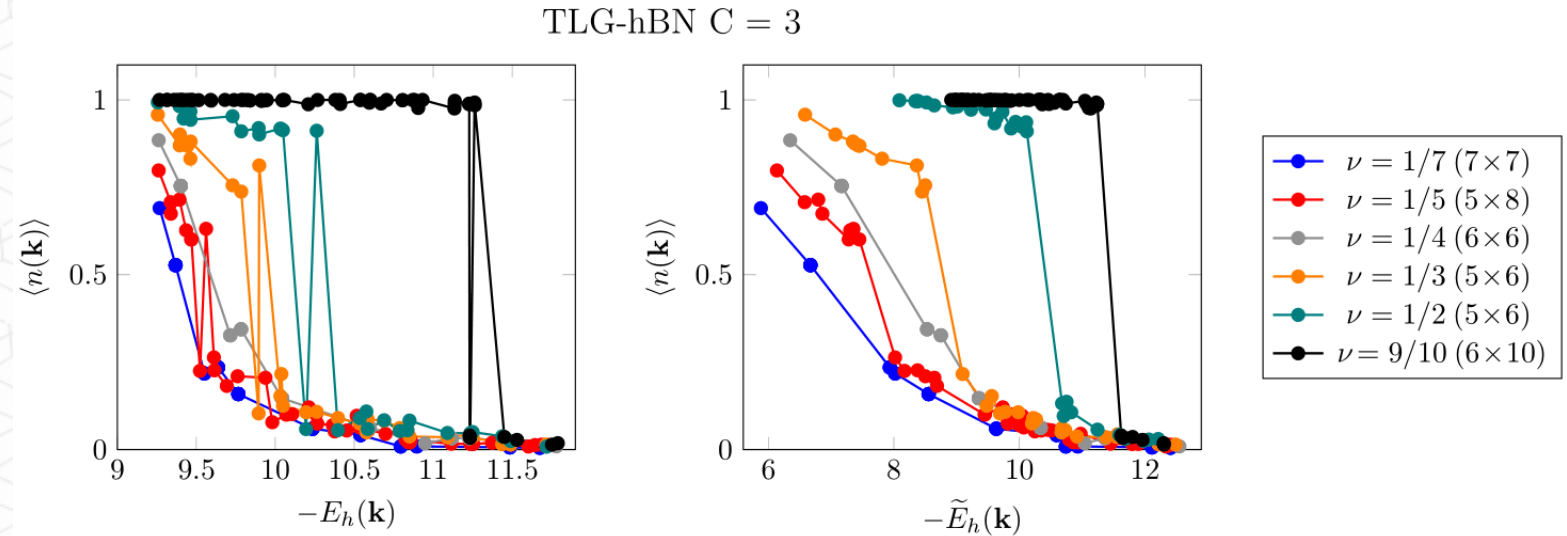 TLG-hBN C = 3
1
0.5
0
9
9.5
10
10.5
11
11.5
⟨n(𝐤)⟩
−E_h(𝐤)
1
0.5
0
6
8
10
12
⟨n(𝐤)⟩
−Ẽ_h(𝐤)
ν = 1/7 (7×7)
ν = 1/5 (5×8)
ν = 1/4 (6×6)
ν = 1/3 (5×6)
ν = 1/2 (5×6)
ν = 9/10 (6×10)